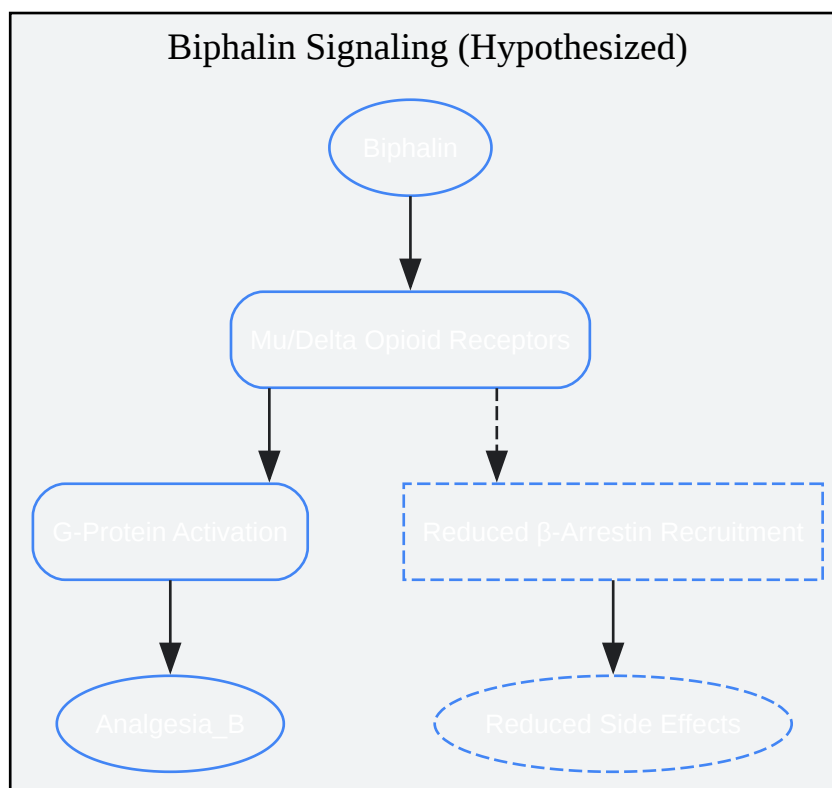 Biphalin Signaling (Hypothesized)
Biphalin
Mu/Delta Opioid Receptors
G-Protein Activation
Reduced β-Arrestin Recruitment
Analgesia_B
Reduced Side Effects